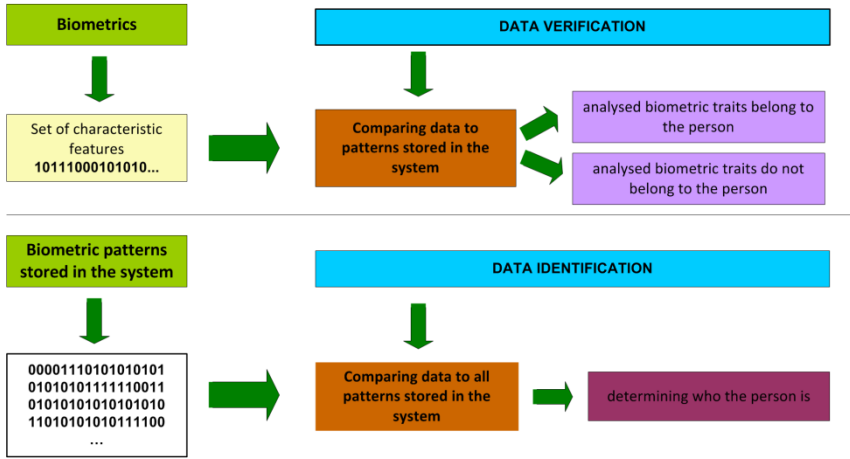 Biometrics
DATA VERIFICATION
Set of characteristic
features
10111000101010...
Comparing data to
patterns stored in the
system
analysed biometric traits belong to
the person
analysed biometric traits do not
belong to the person
Biometric patterns
stored in the system
DATA IDENTIFICATION
00001110101010101
01010101111110011
01010101010101010
11010101010111100
...
Comparing data to all
patterns stored in the
system
determining who the person is